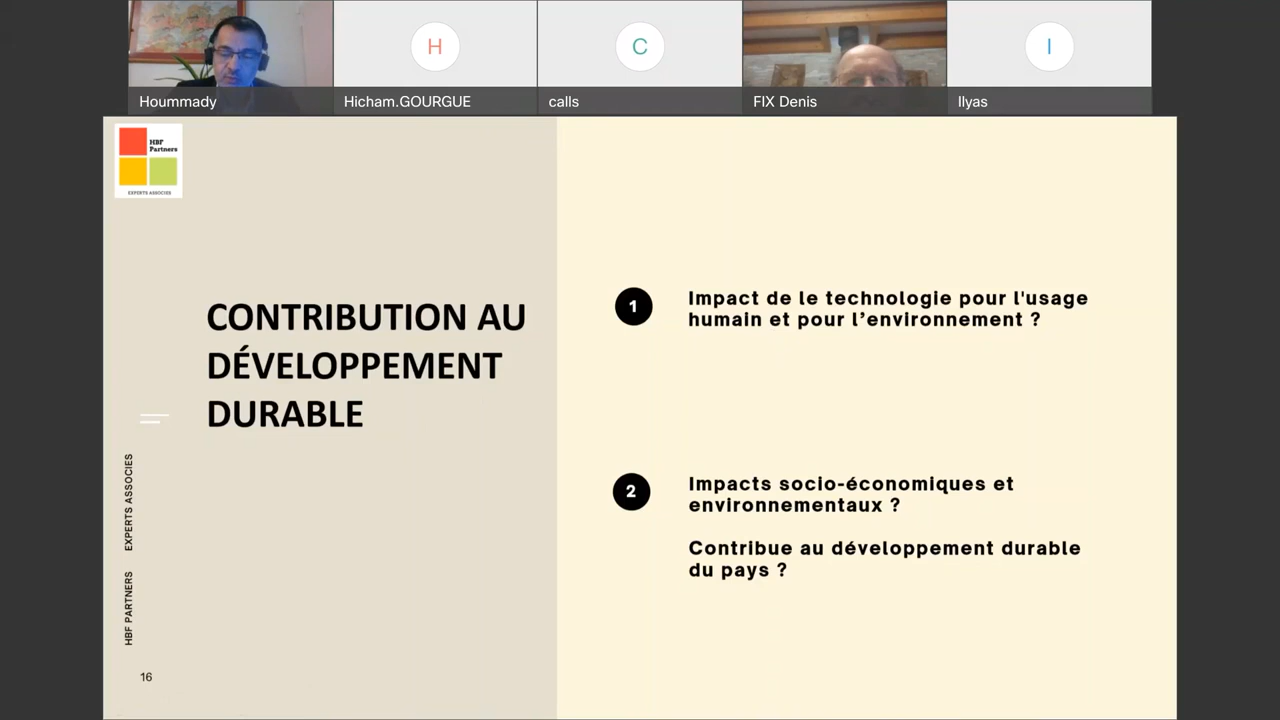 H
C
I
Hoummady
Hicham.GOURGUE
calls
FIX Denis
Ilyas
HBF
Partners
EXPERTS ASSOCIES
CONTRIBUTION AU
DÉVELOPPEMENT
DURABLE
HBF PARTNERS EXPERTS ASSOCIES
16
1
Impact de le technologie pour l'usage
humain et pour l’environnement ?
2
Impacts socio-économiques et
environnementaux ?
Contribue au développement durable
du pays ?